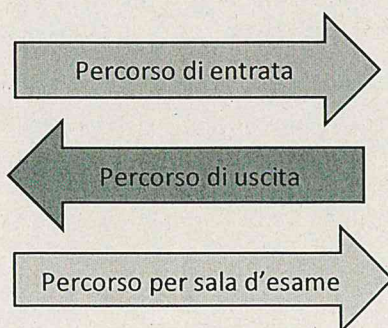 Percorso di entrata
Percorso di uscita
Percorso per sala d'esame